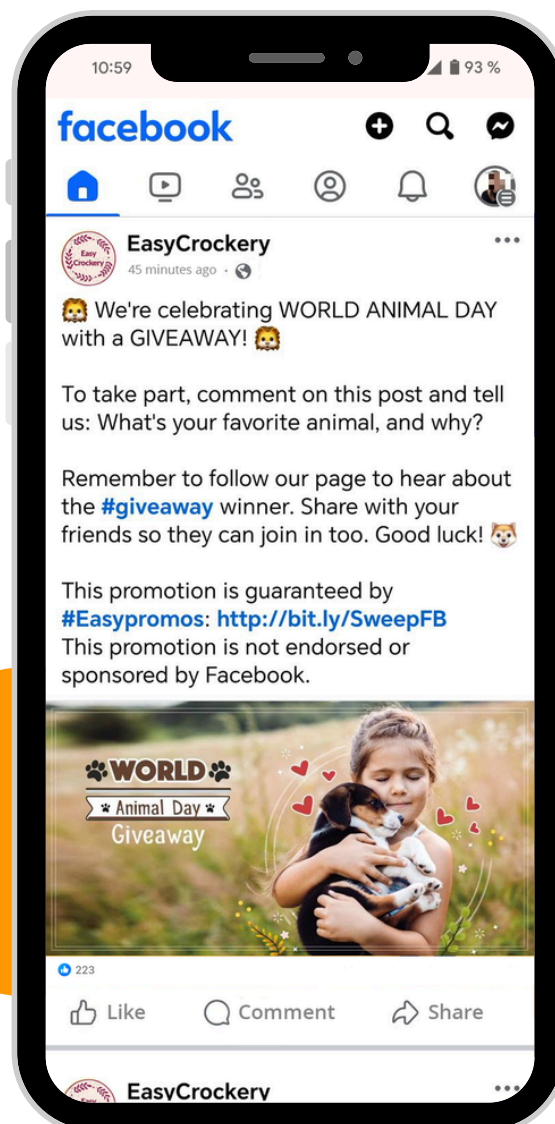 10:59
93 %
facebook
Easy
Crockery
EasyCrockery
45 minutes ago
🦁 We're celebrating WORLD ANIMAL DAY
with a GIVEAWAY! 🦁
To take part, comment on this post and tell
us: What's your favorite animal, and why?
Remember to follow our page to hear about
the #giveaway winner. Share with your
friends so they can join in too. Good luck! 🐶
This promotion is guaranteed by
#Easypromos: http://bit.ly/SweepFB
This promotion is not endorsed or
sponsored by Facebook.
WORLD
Animal Day
Giveaway
223
Like Comment Share
Easy
EasyCrockery